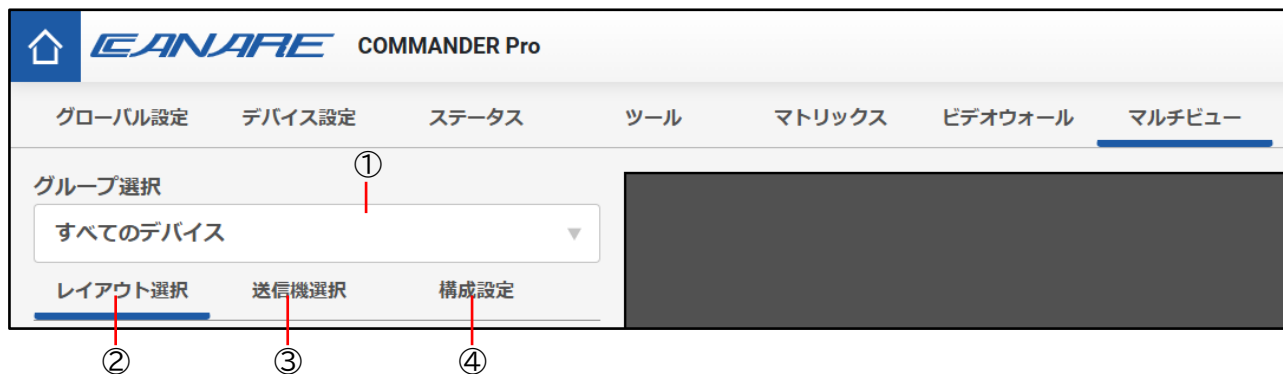 CANARE COMMANDER Pro
グローバル設定 デバイス設定 ステータス ツール マトリックス ビデオウォール マルチビュー
①
グループ選択
すべてのデバイス ▼
レイアウト選択 送信機選択 構成設定
② ③ ④